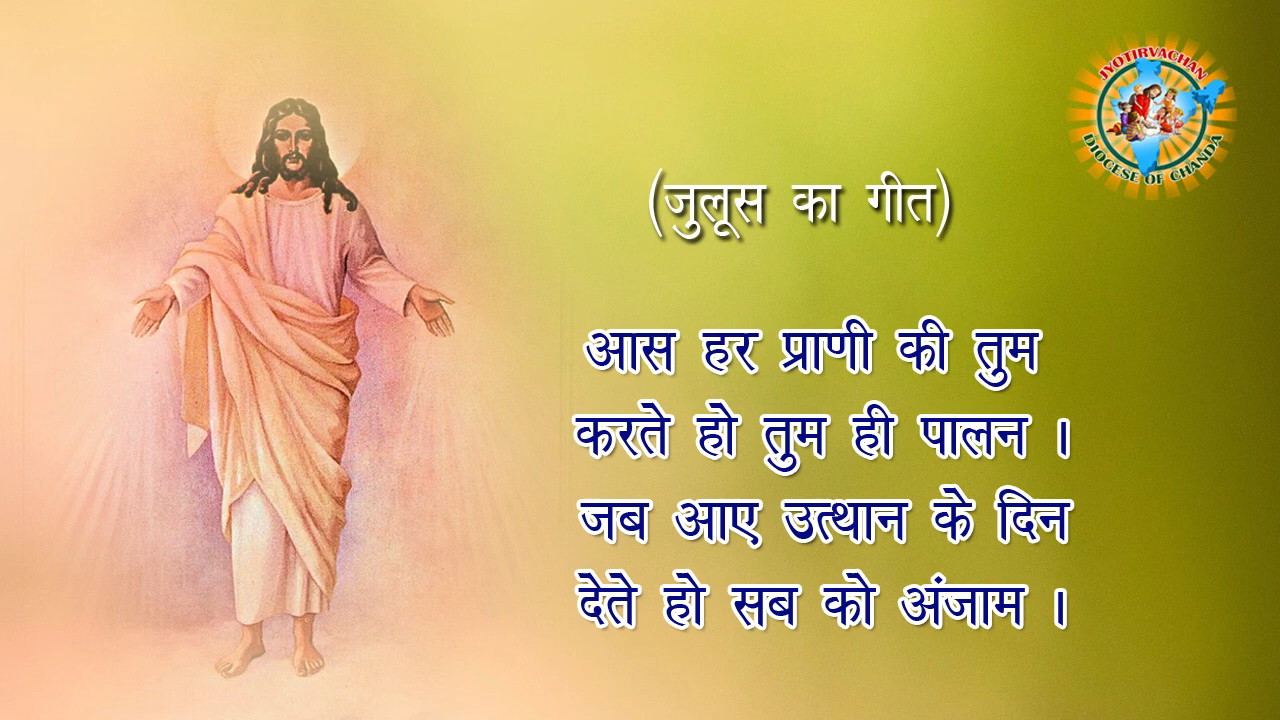 JYOTIRVACHAN
DIOCESE OF CHANDA
(जुलूस का गीत)
आस हर प्राणी की तुम
करते हो तुम ही पालन ।
जब आए उत्थान के दिन
देते हो सब को अंजाम ।